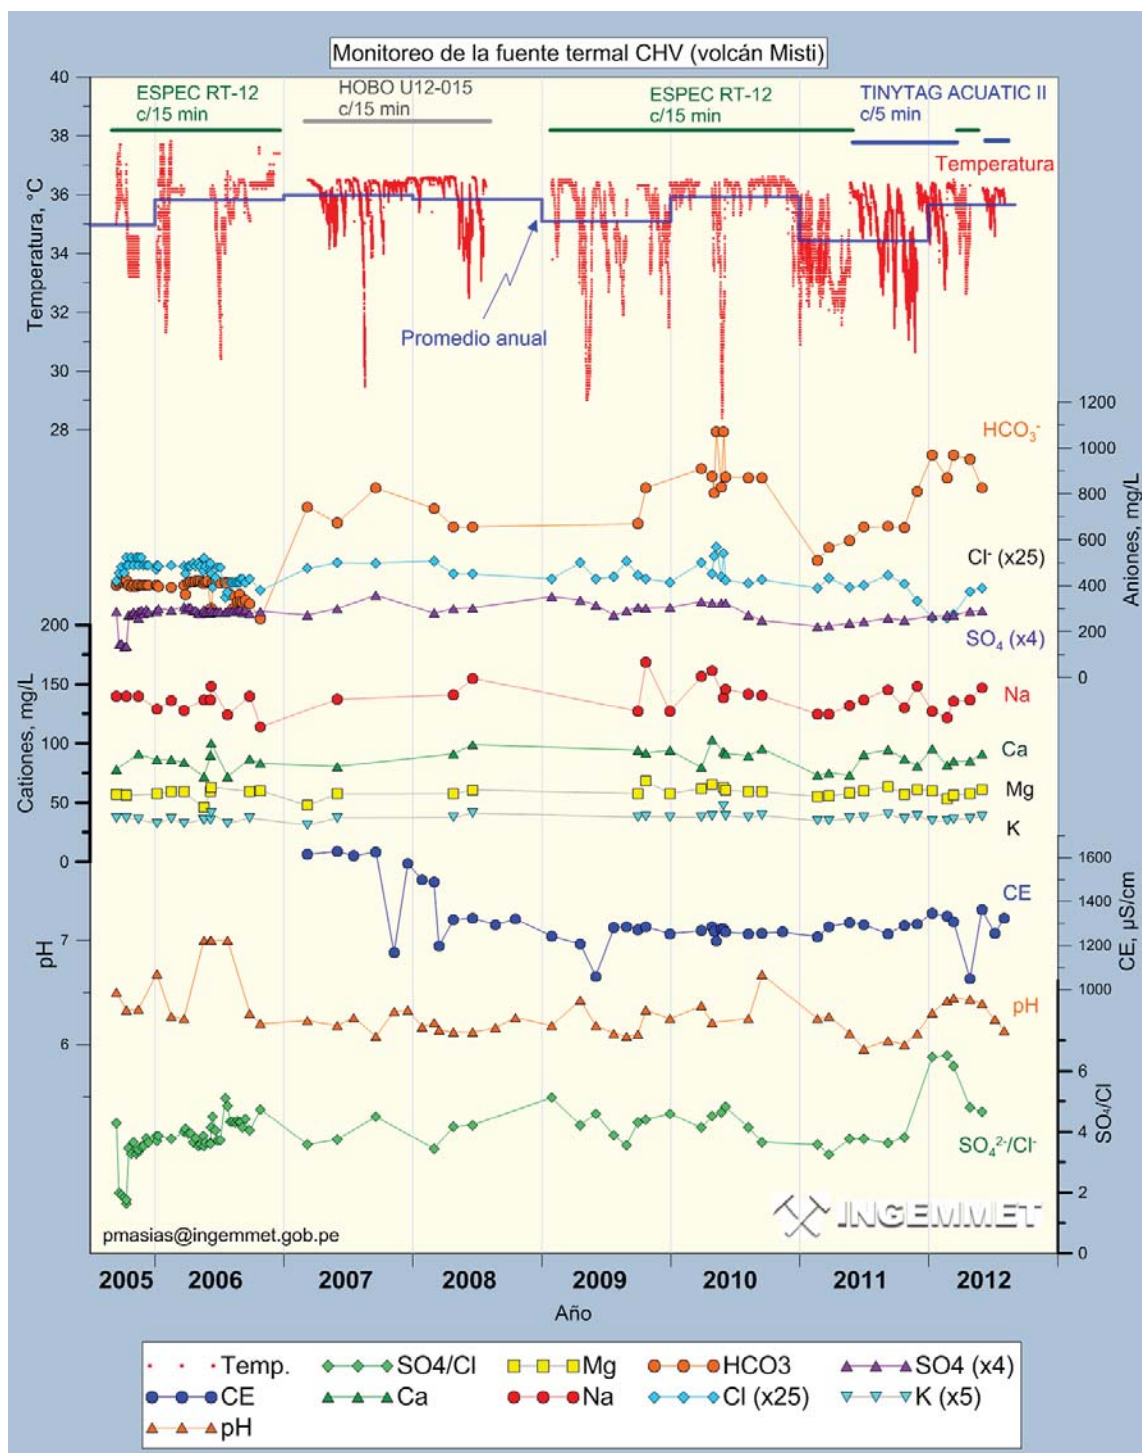 Monitoreo de la fuente termal CHV (volcán Misti)
ESPEC RT-12
c/15 min
HOBO U12-015
c/15 min
ESPEC RT-12
c/15 min
TINYTAG ACUATIC II
c/5 min
Temperatura
Temperatura, °C
40
38
36
34
32
30
28
Promedio anual
Aniones, mg/L
1200
1000
800
600
400
200
0
HCO₃⁻
Cl⁻ (x25)
SO₄ (x4)
Cationes, mg/L
200
150
100
50
0
Na
Ca
Mg
K
CE, µS/cm
1600
1400
1200
1000
CE
pH
7
6
pH
SO₄/Cl
6
4
2
0
SO₄²⁻/Cl⁻
INGEMMET
pmasias@ingemmet.gob.pe
2005 2006 2007 2008 2009 2010 2011 2012
Año
Temp. SO4/Cl Mg HCO3 SO4 (x4)
CE Ca Na Cl (x25) K (x5)
pH